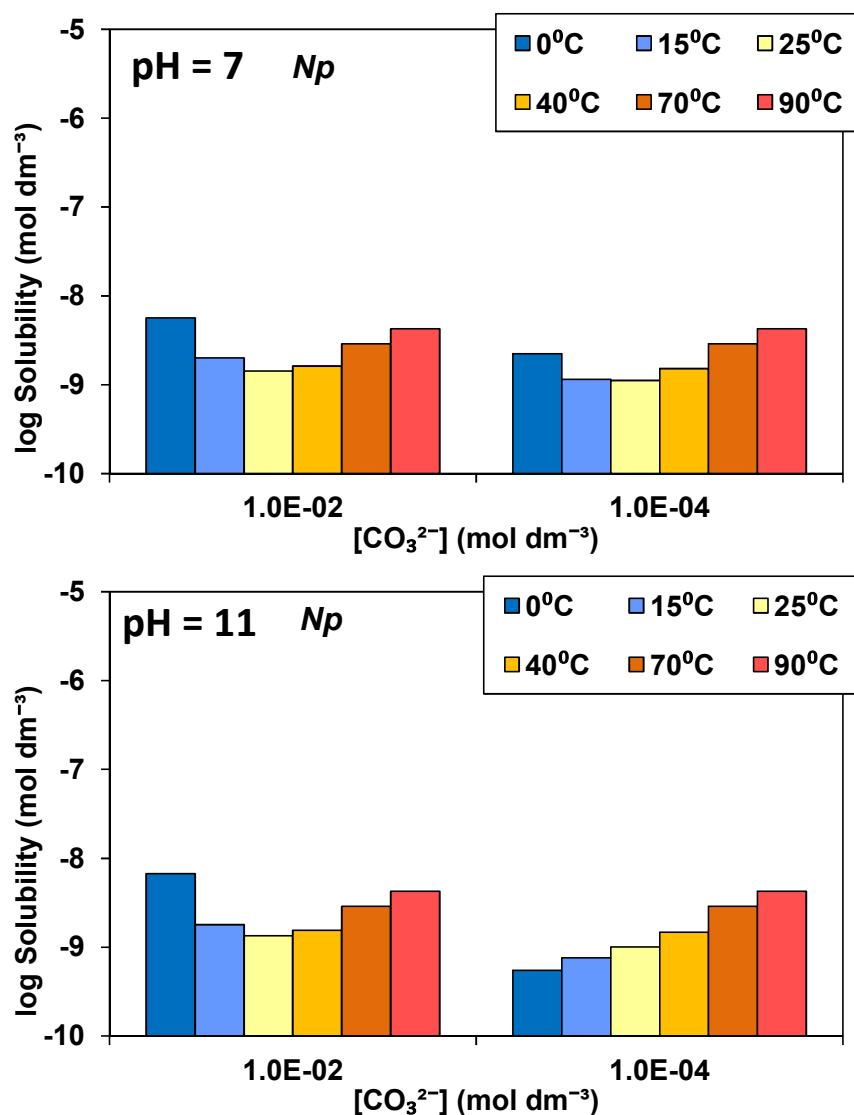 pH = 7 Np
0⁰C 15⁰C 25⁰C
40⁰C 70⁰C 90⁰C
log Solubility (mol dm⁻³)
-5
-6
-7
-8
-9
-10
1.0E-02 1.0E-04
[CO₃²⁻] (mol dm⁻³)
pH = 11 Np
0⁰C 15⁰C 25⁰C
40⁰C 70⁰C 90⁰C
log Solubility (mol dm⁻³)
-5
-6
-7
-8
-9
-10
1.0E-02 1.0E-04
[CO₃²⁻] (mol dm⁻³)